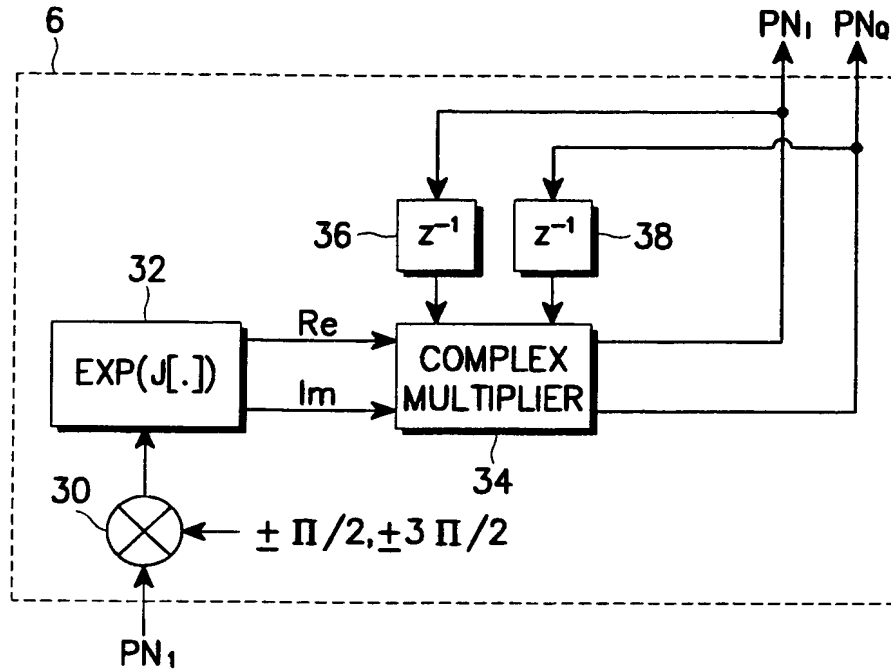 6
PN₁ PN_Q
36 z⁻¹ z⁻¹ 38
32
EXP(J[.])
Re
Im
COMPLEX
MULTIPLIER
34
30
± Π/2, ±3 Π/2
PN₁